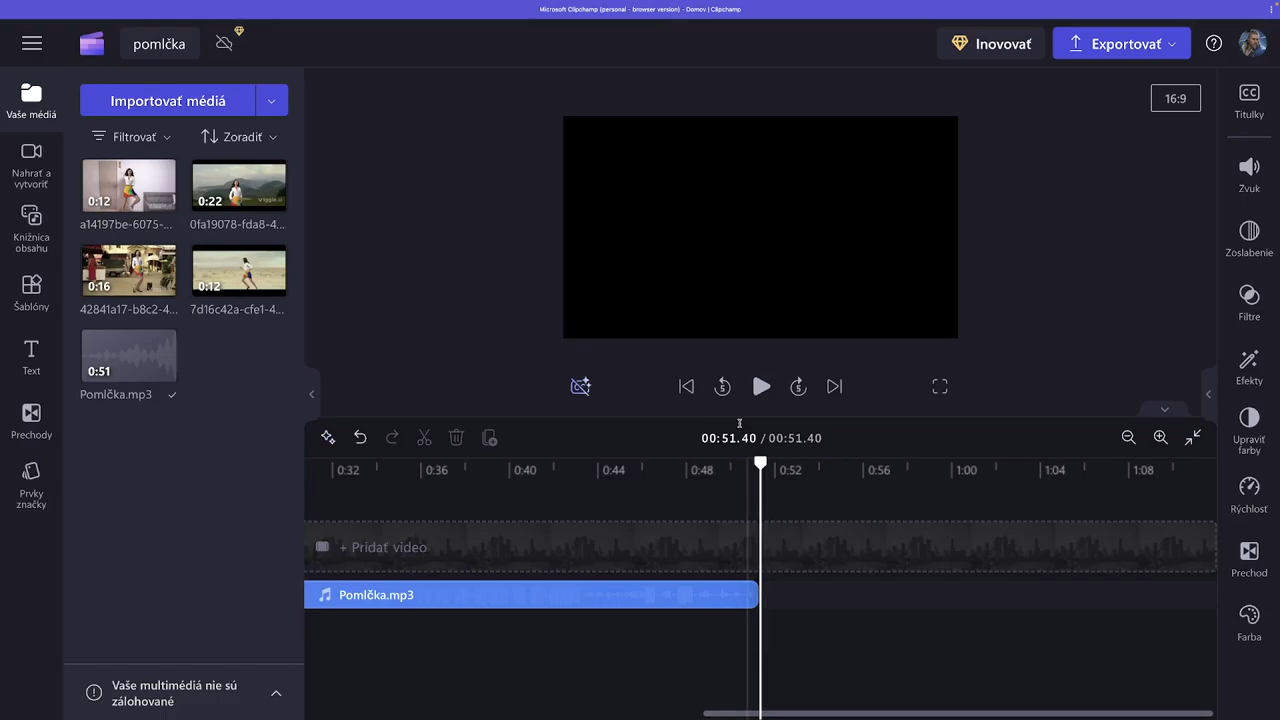 Microsoft Clipchamp (personal - browser version) - Domov | Clipchamp
pomlčka
Inovovať
Exportovať
Vaše médiá
Importovať médiá
16:9
Titulky
Filtrovať
Zoradiť
Nahrať a
vytvoriť
0:12
0:22
a14197be-6075-...
0fa19078-fda8-4...
Zvuk
Knižnica
obsahu
Zoslabenie
0:16
0:12
42841a17-b8c2-4...
7d16c42a-cfe1-4...
Šablóny
Filtre
Text
0:51
Pomlčka.mp3
Efekty
CC
5
5
Prechody
00:51.40 / 00:51.40
Upraviť
farby
0:32
0:36
0:40
0:44
0:48
0:52
0:56
1:00
1:04
1:08
Prvky
značky
Rýchlosť
+ Pridať video
Prechod
Pomlčka.mp3
Farba
Vaše multimédiá nie sú
zálohované